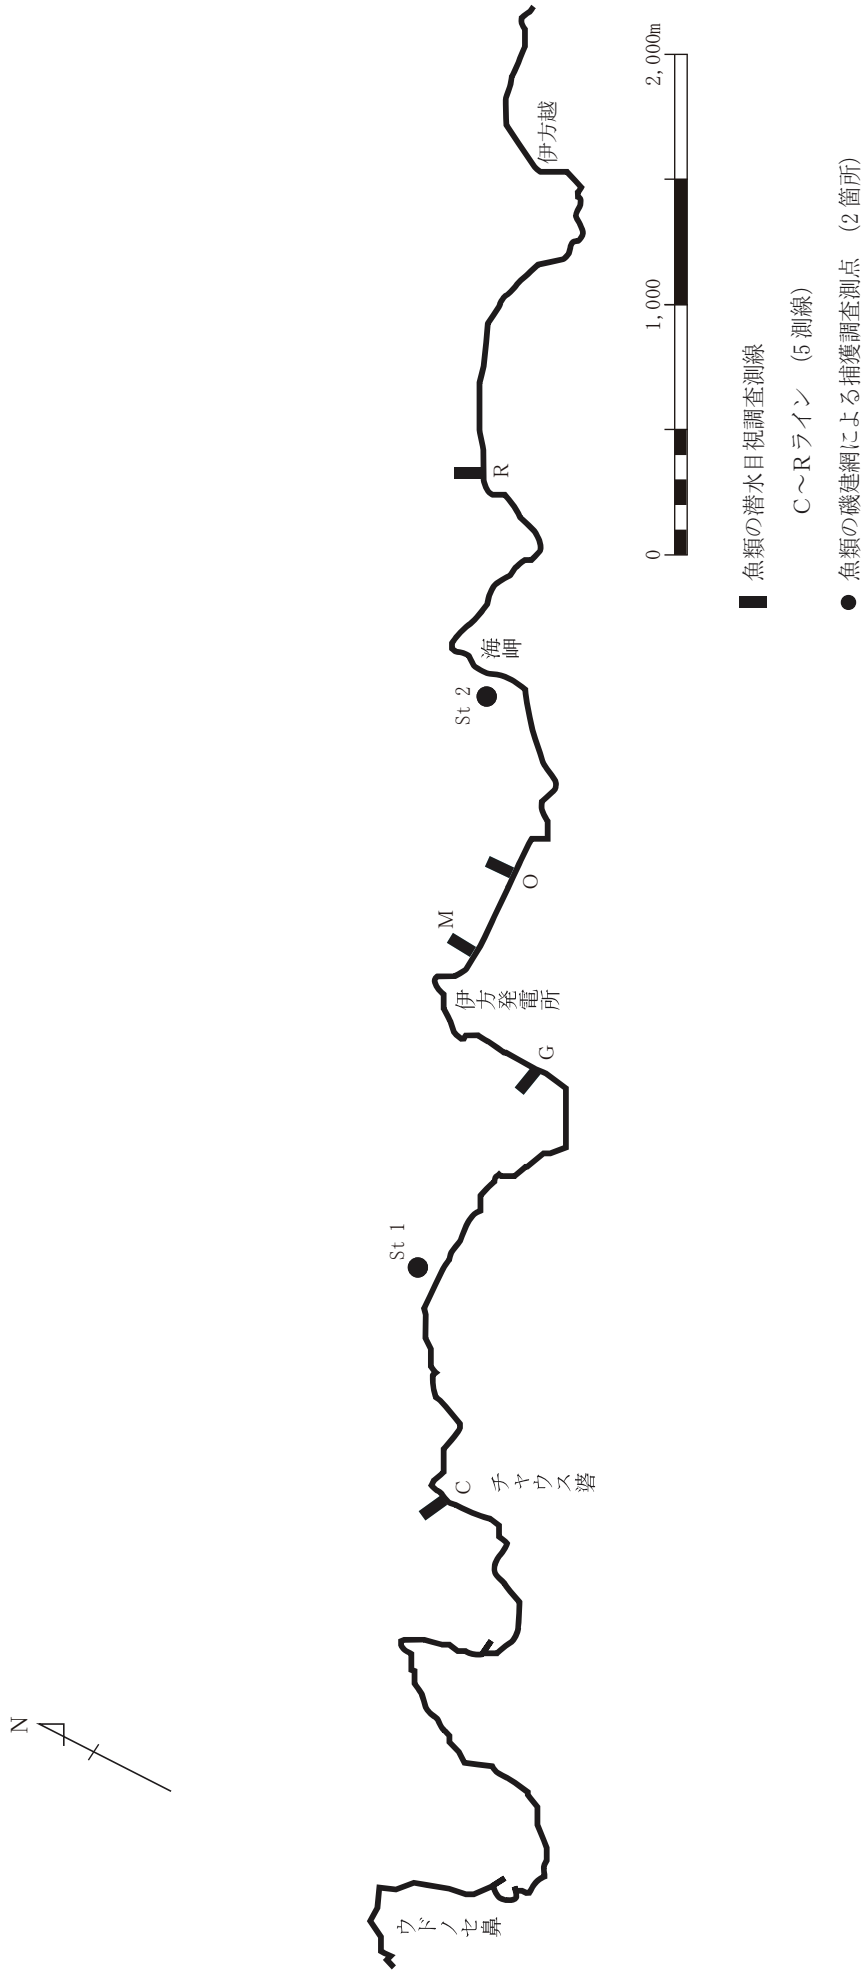 N
ウドノセ鼻
C
チャウス碆
St 1
G
伊方発電所
M
O
St 2
海岬
R
伊方越
0
1,000
2,000m
魚類の潜水目視調査測線
C～Rライン (5測線)
魚類の磯建網による捕獲調査測点 (2箇所)